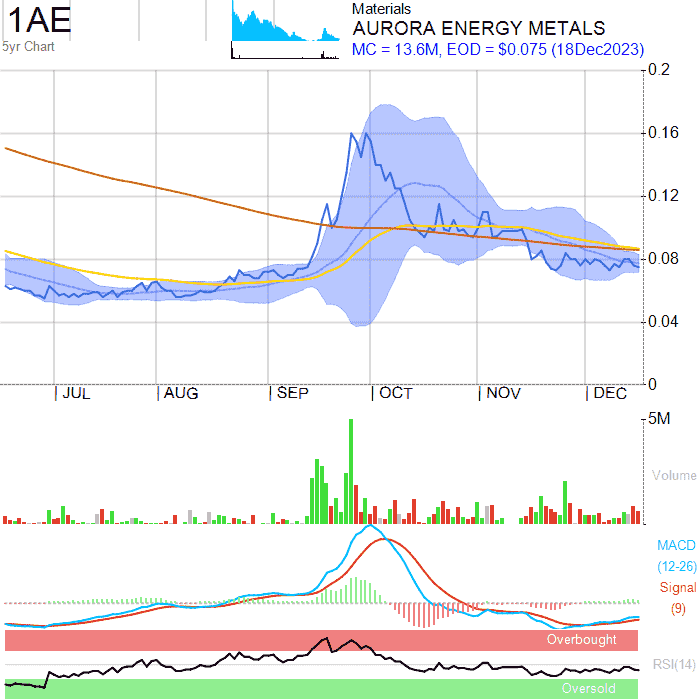 1AE
5yr Chart
Materials
AURORA ENERGY METALS
MC = 13.6M, EOD = $0.075 (18Dec2023)
0.2
0.16
0.12
0.08
0.04
0
JUL AUG SEP OCT NOV DEC
5M
Volume
MACD
(12-26)
Signal
(9)
Overbought
RSI(14)
Oversold